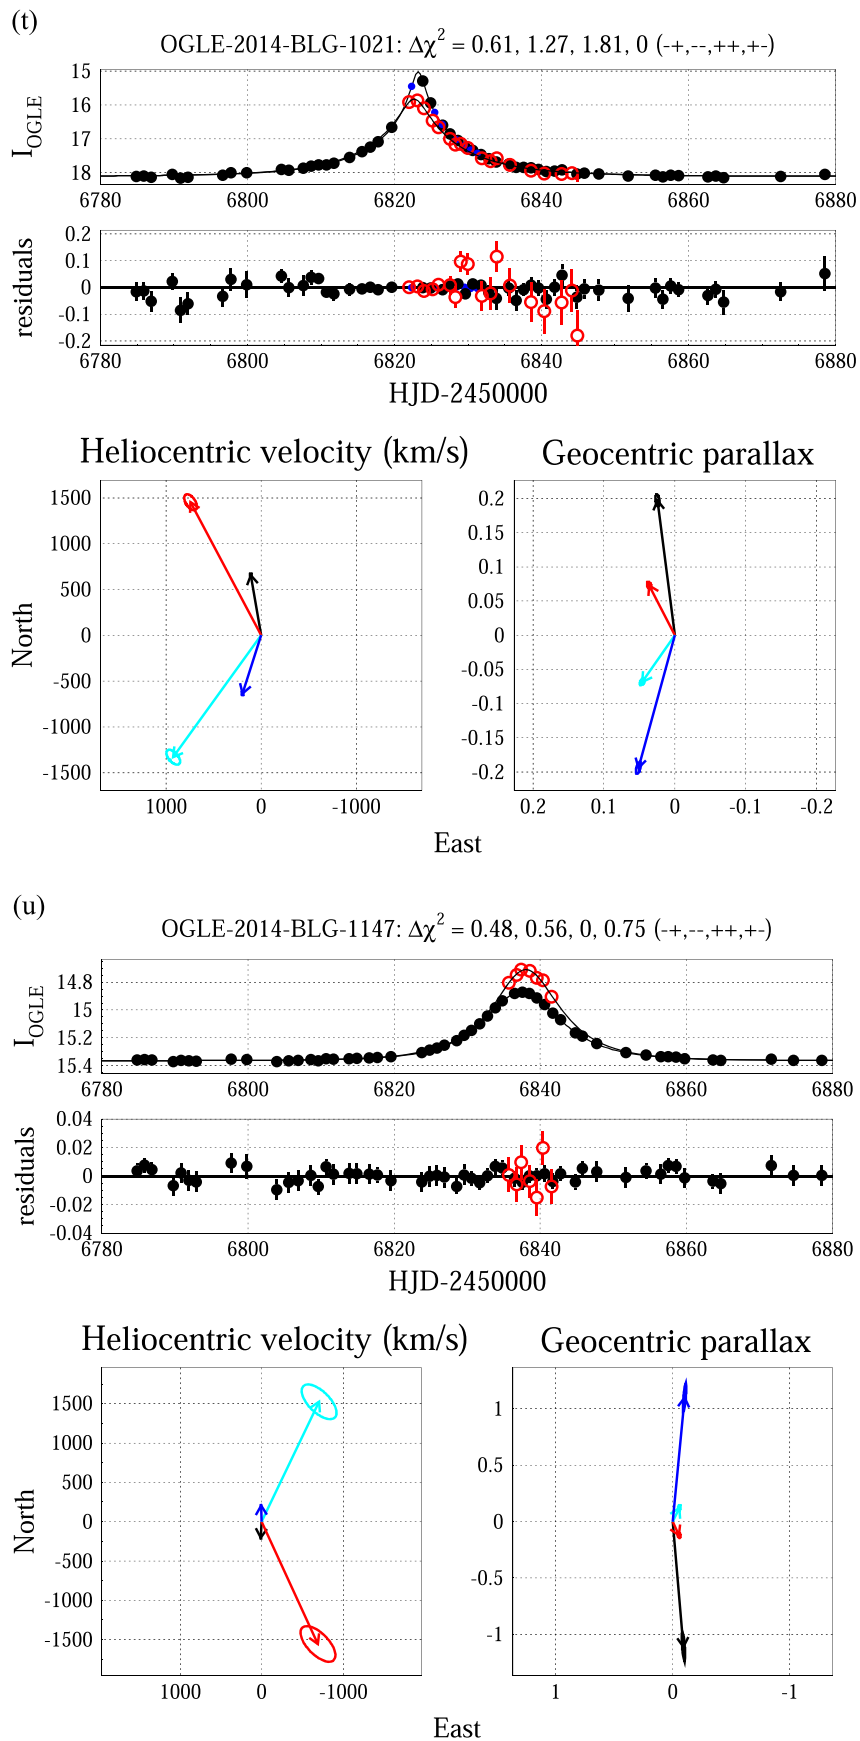 (t)
OGLE-2014-BLG-1021: Δχ² = 0.61, 1.27, 1.81, 0 (-+,--,++,+-)
I_OGLE
15
16
17
18
6780 6800 6820 6840 6860 6880
residuals
0.2
0.1
0
-0.1
-0.2
6780 6800 6820 6840 6860 6880
HJD-2450000
Heliocentric velocity (km/s)
North
1500
1000
500
0
-500
-1000
-1500
1000 0 -1000
Geocentric parallax
0.2
0.15
0.1
0.05
0
-0.05
-0.1
-0.15
-0.2
0.2 0.1 0 -0.1 -0.2
East
(u)
OGLE-2014-BLG-1147: Δχ² = 0.48, 0.56, 0, 0.75 (-+,--,++,+-)
I_OGLE
14.8
15
15.2
15.4
6780 6800 6820 6840 6860 6880
residuals
0.04
0.02
0
-0.02
-0.04
6780 6800 6820 6840 6860 6880
HJD-2450000
Heliocentric velocity (km/s)
North
1500
1000
500
0
-500
-1000
-1500
1000 0 -1000
Geocentric parallax
1
0.5
0
-0.5
-1
1 0 -1
East